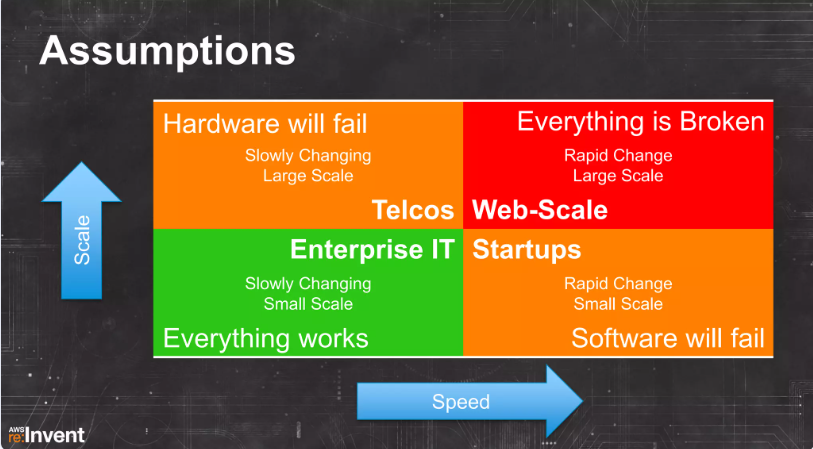 Assumptions
Hardware will fail
Slowly Changing
Large Scale
Telcos
Everything is Broken
Rapid Change
Large Scale
Web-Scale
Scale
Enterprise IT
Slowly Changing
Small Scale
Everything works
Startups
Rapid Change
Small Scale
Software will fail
Speed
AWS
re:Invent